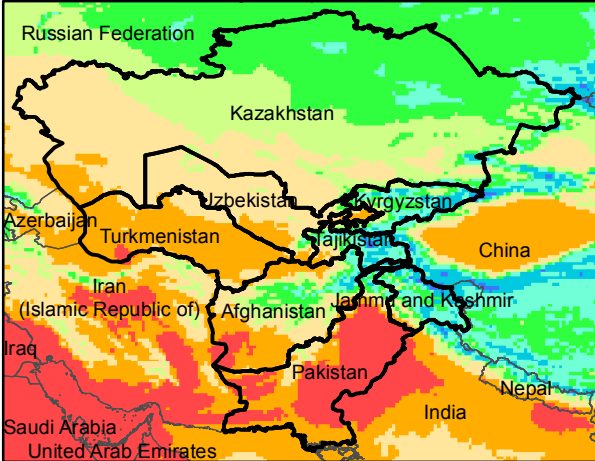 Russian Federation
Kazakhstan
Uzbekistan
Kyrgyzstan
Azerbaijan
Turkmenistan
Tajikistan
China
Iran
(Islamic Republic of)
Afghanistan
Jammu and Kashmir
Iraq
Pakistan
Nepal
India
Saudi Arabia
United Arab Emirates